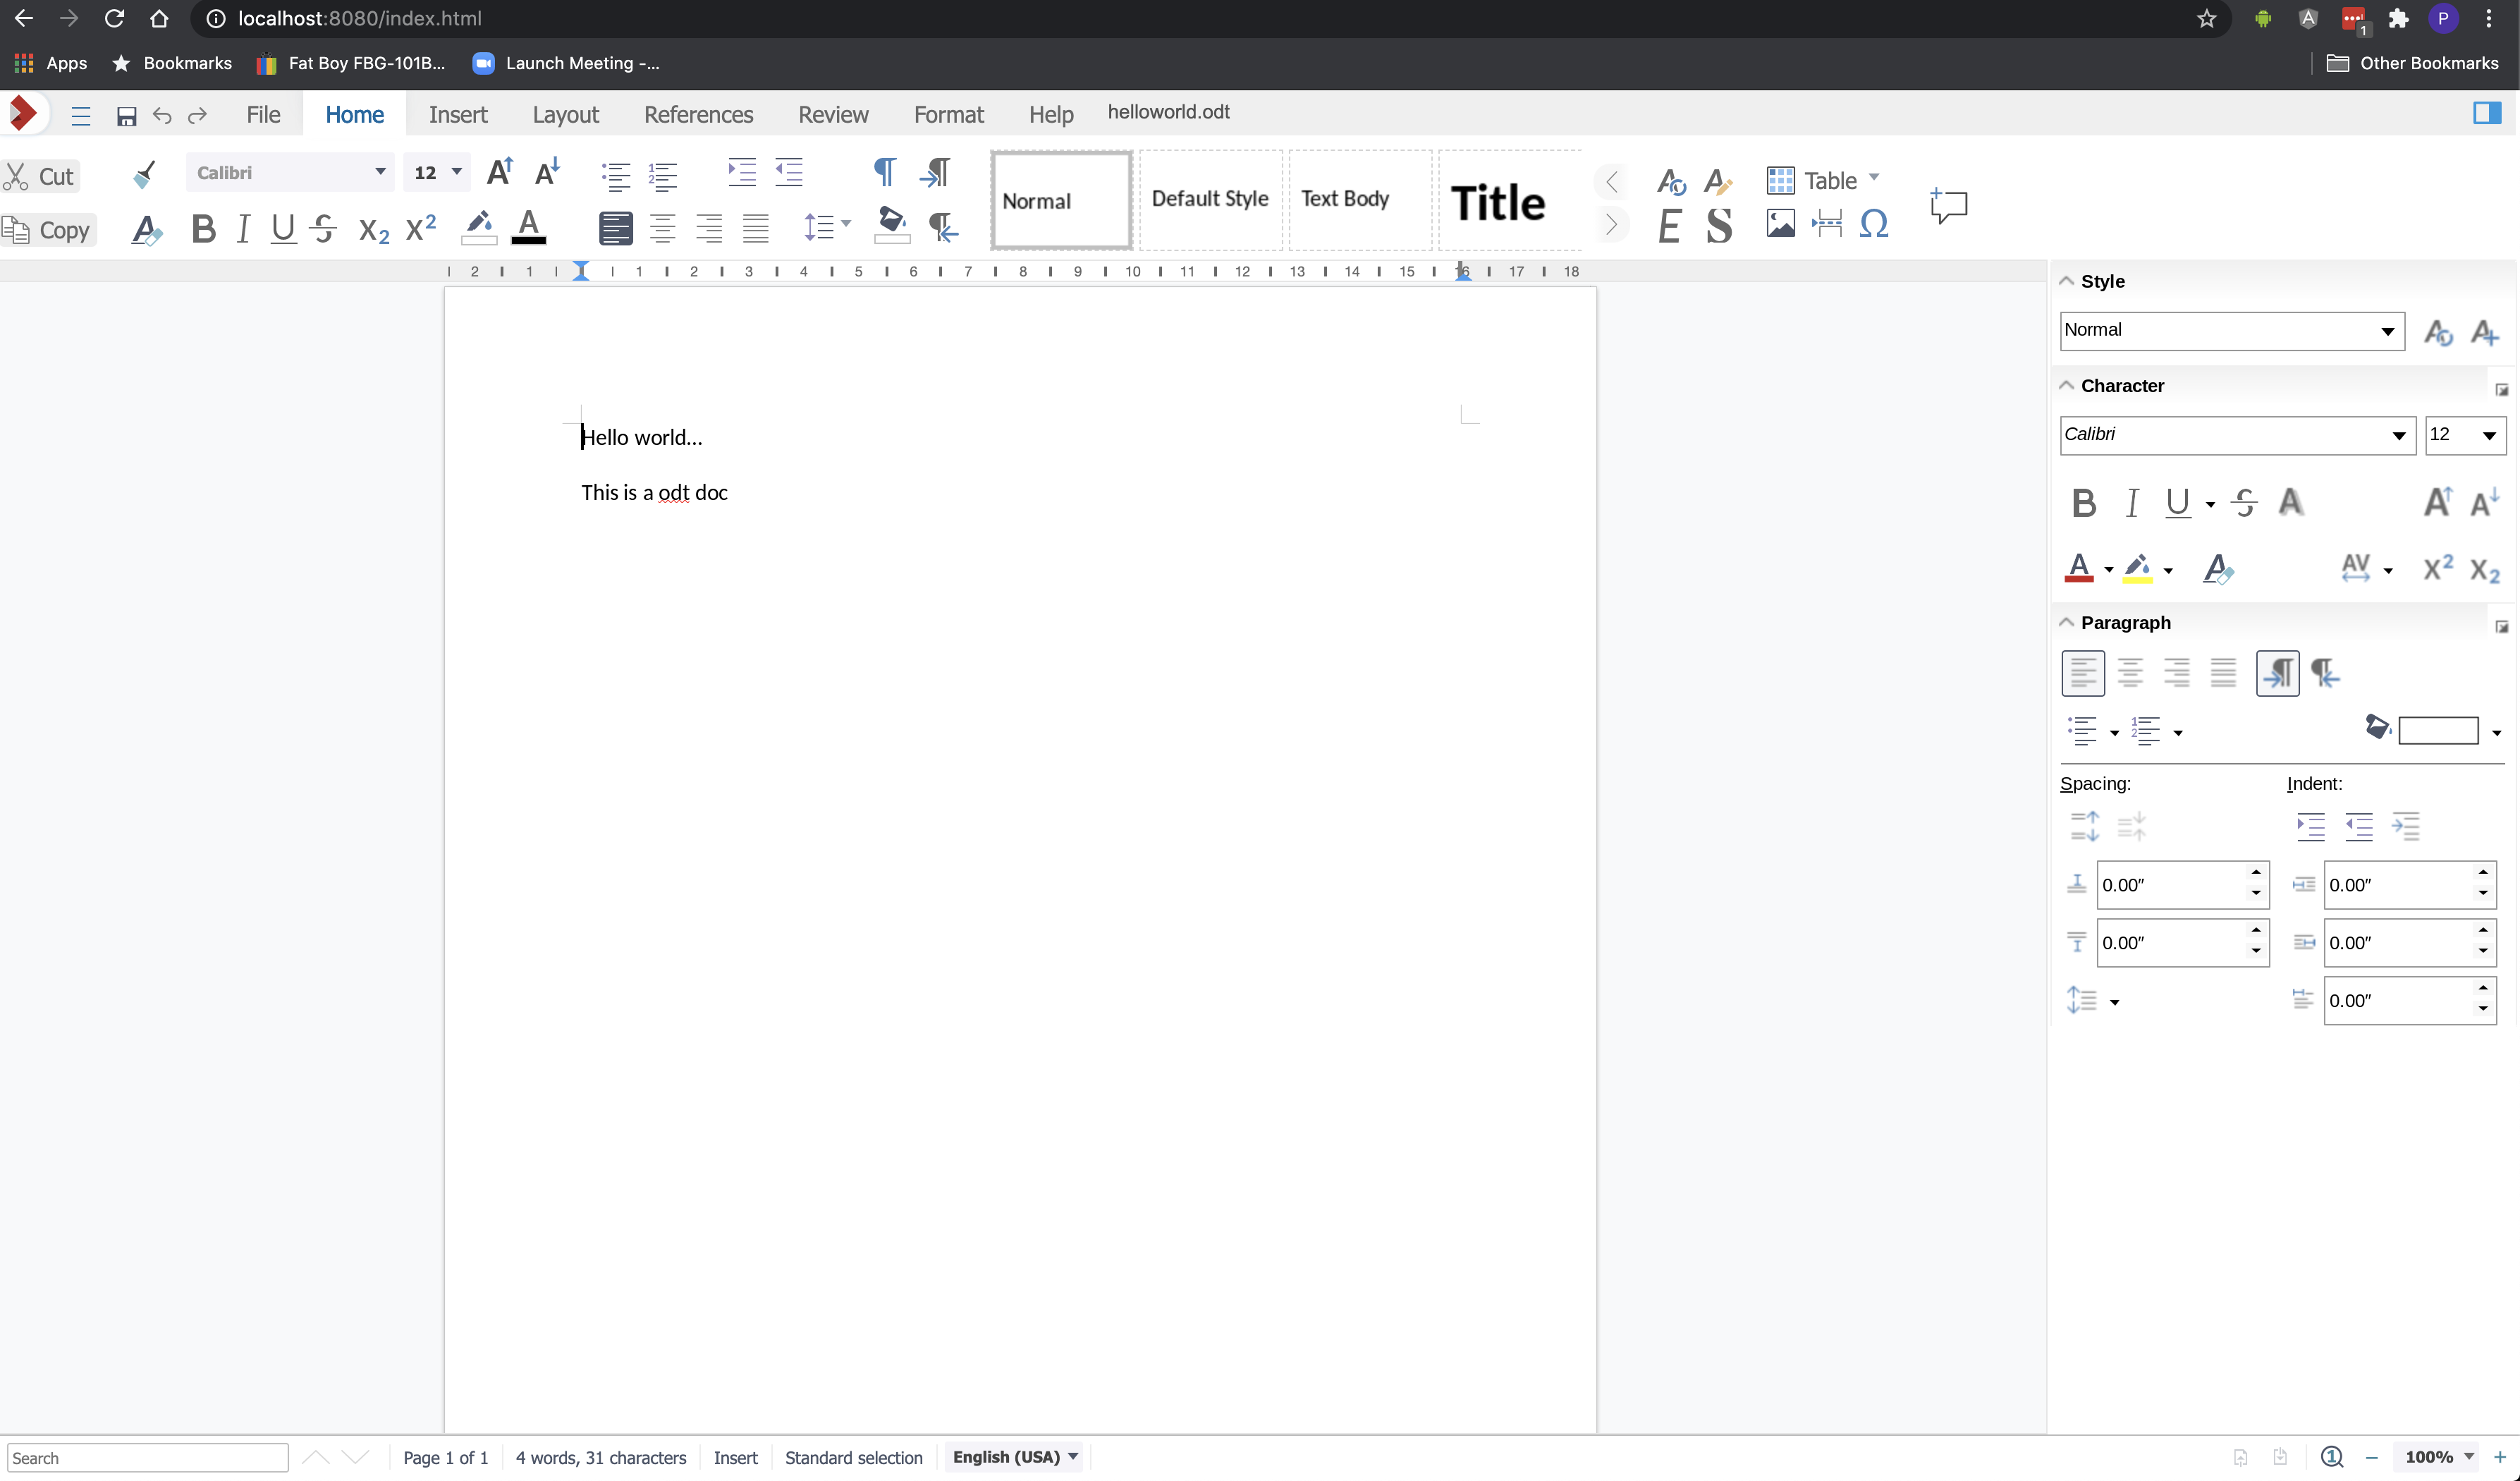 localhost:8080/index.html
P
1
Apps Bookmarks Fat Boy FBG-101B... Launch Meeting -... Other Bookmarks
File Home Insert Layout References Review Format Help helloworld.odt
Cut Calibri 12
Copy
Normal Default Style Text Body Title
Table
2 1 1 2 3 4 5 6 7 8 9 10 11 12 13 14 15 16 17 18
Hello world...
This is a odt doc
Style
Normal
Character
Calibri 12
Paragraph
Spacing: Indent:
0.00″ 0.00″
0.00″ 0.00″
0.00″
Search Page 1 of 1 4 words, 31 characters Insert Standard selection English (USA) 100%